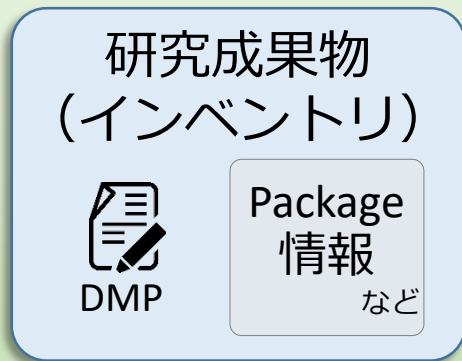 研究成果物
（インベントリ）
DMP
Package
情報
など